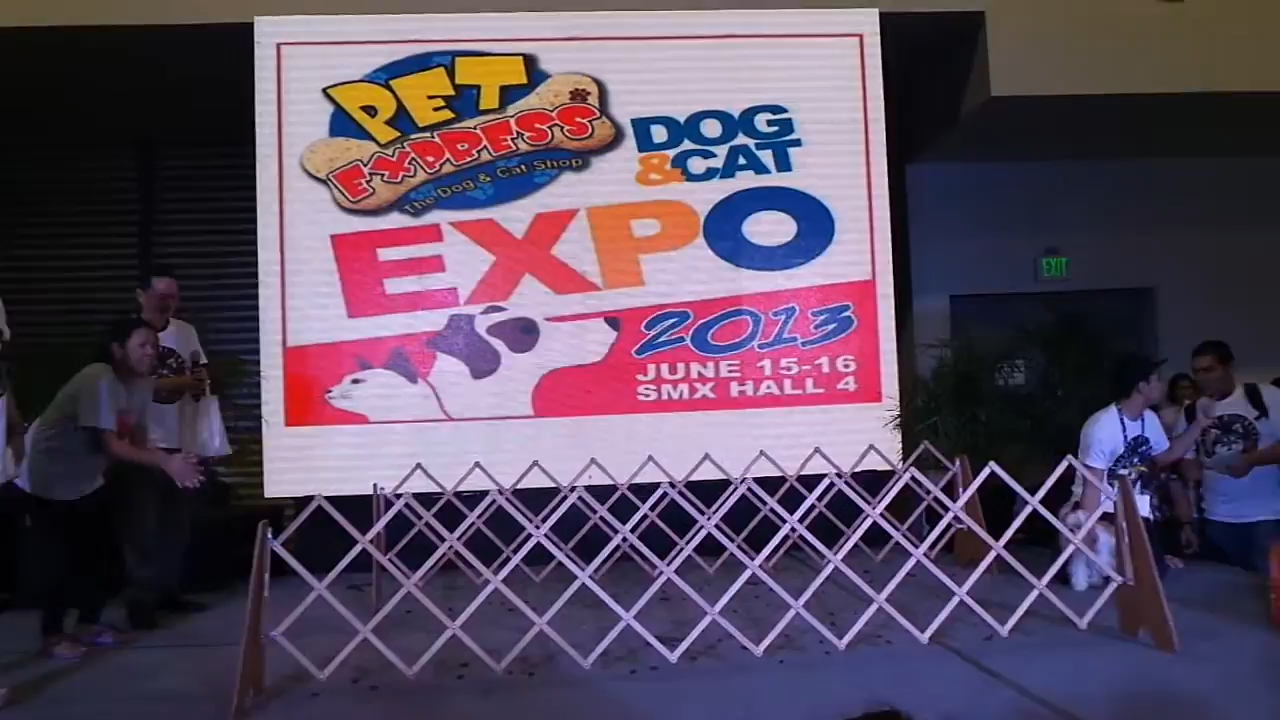 PET
EXPRESS
The Dog & Cat Shop
DOG
&CAT
EXPO
2013
JUNE 15-16
SMX HALL 4
EXIT